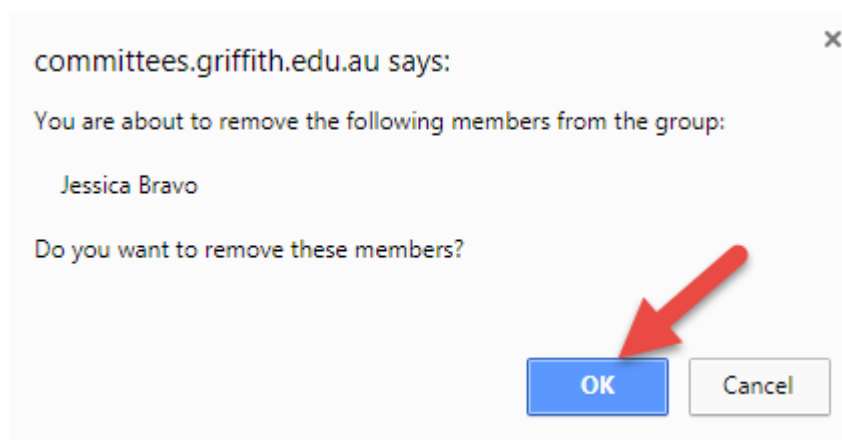 committees.griffith.edu.au says:
You are about to remove the following members from the group:
Jessica Bravo
Do you want to remove these members?
OK Cancel